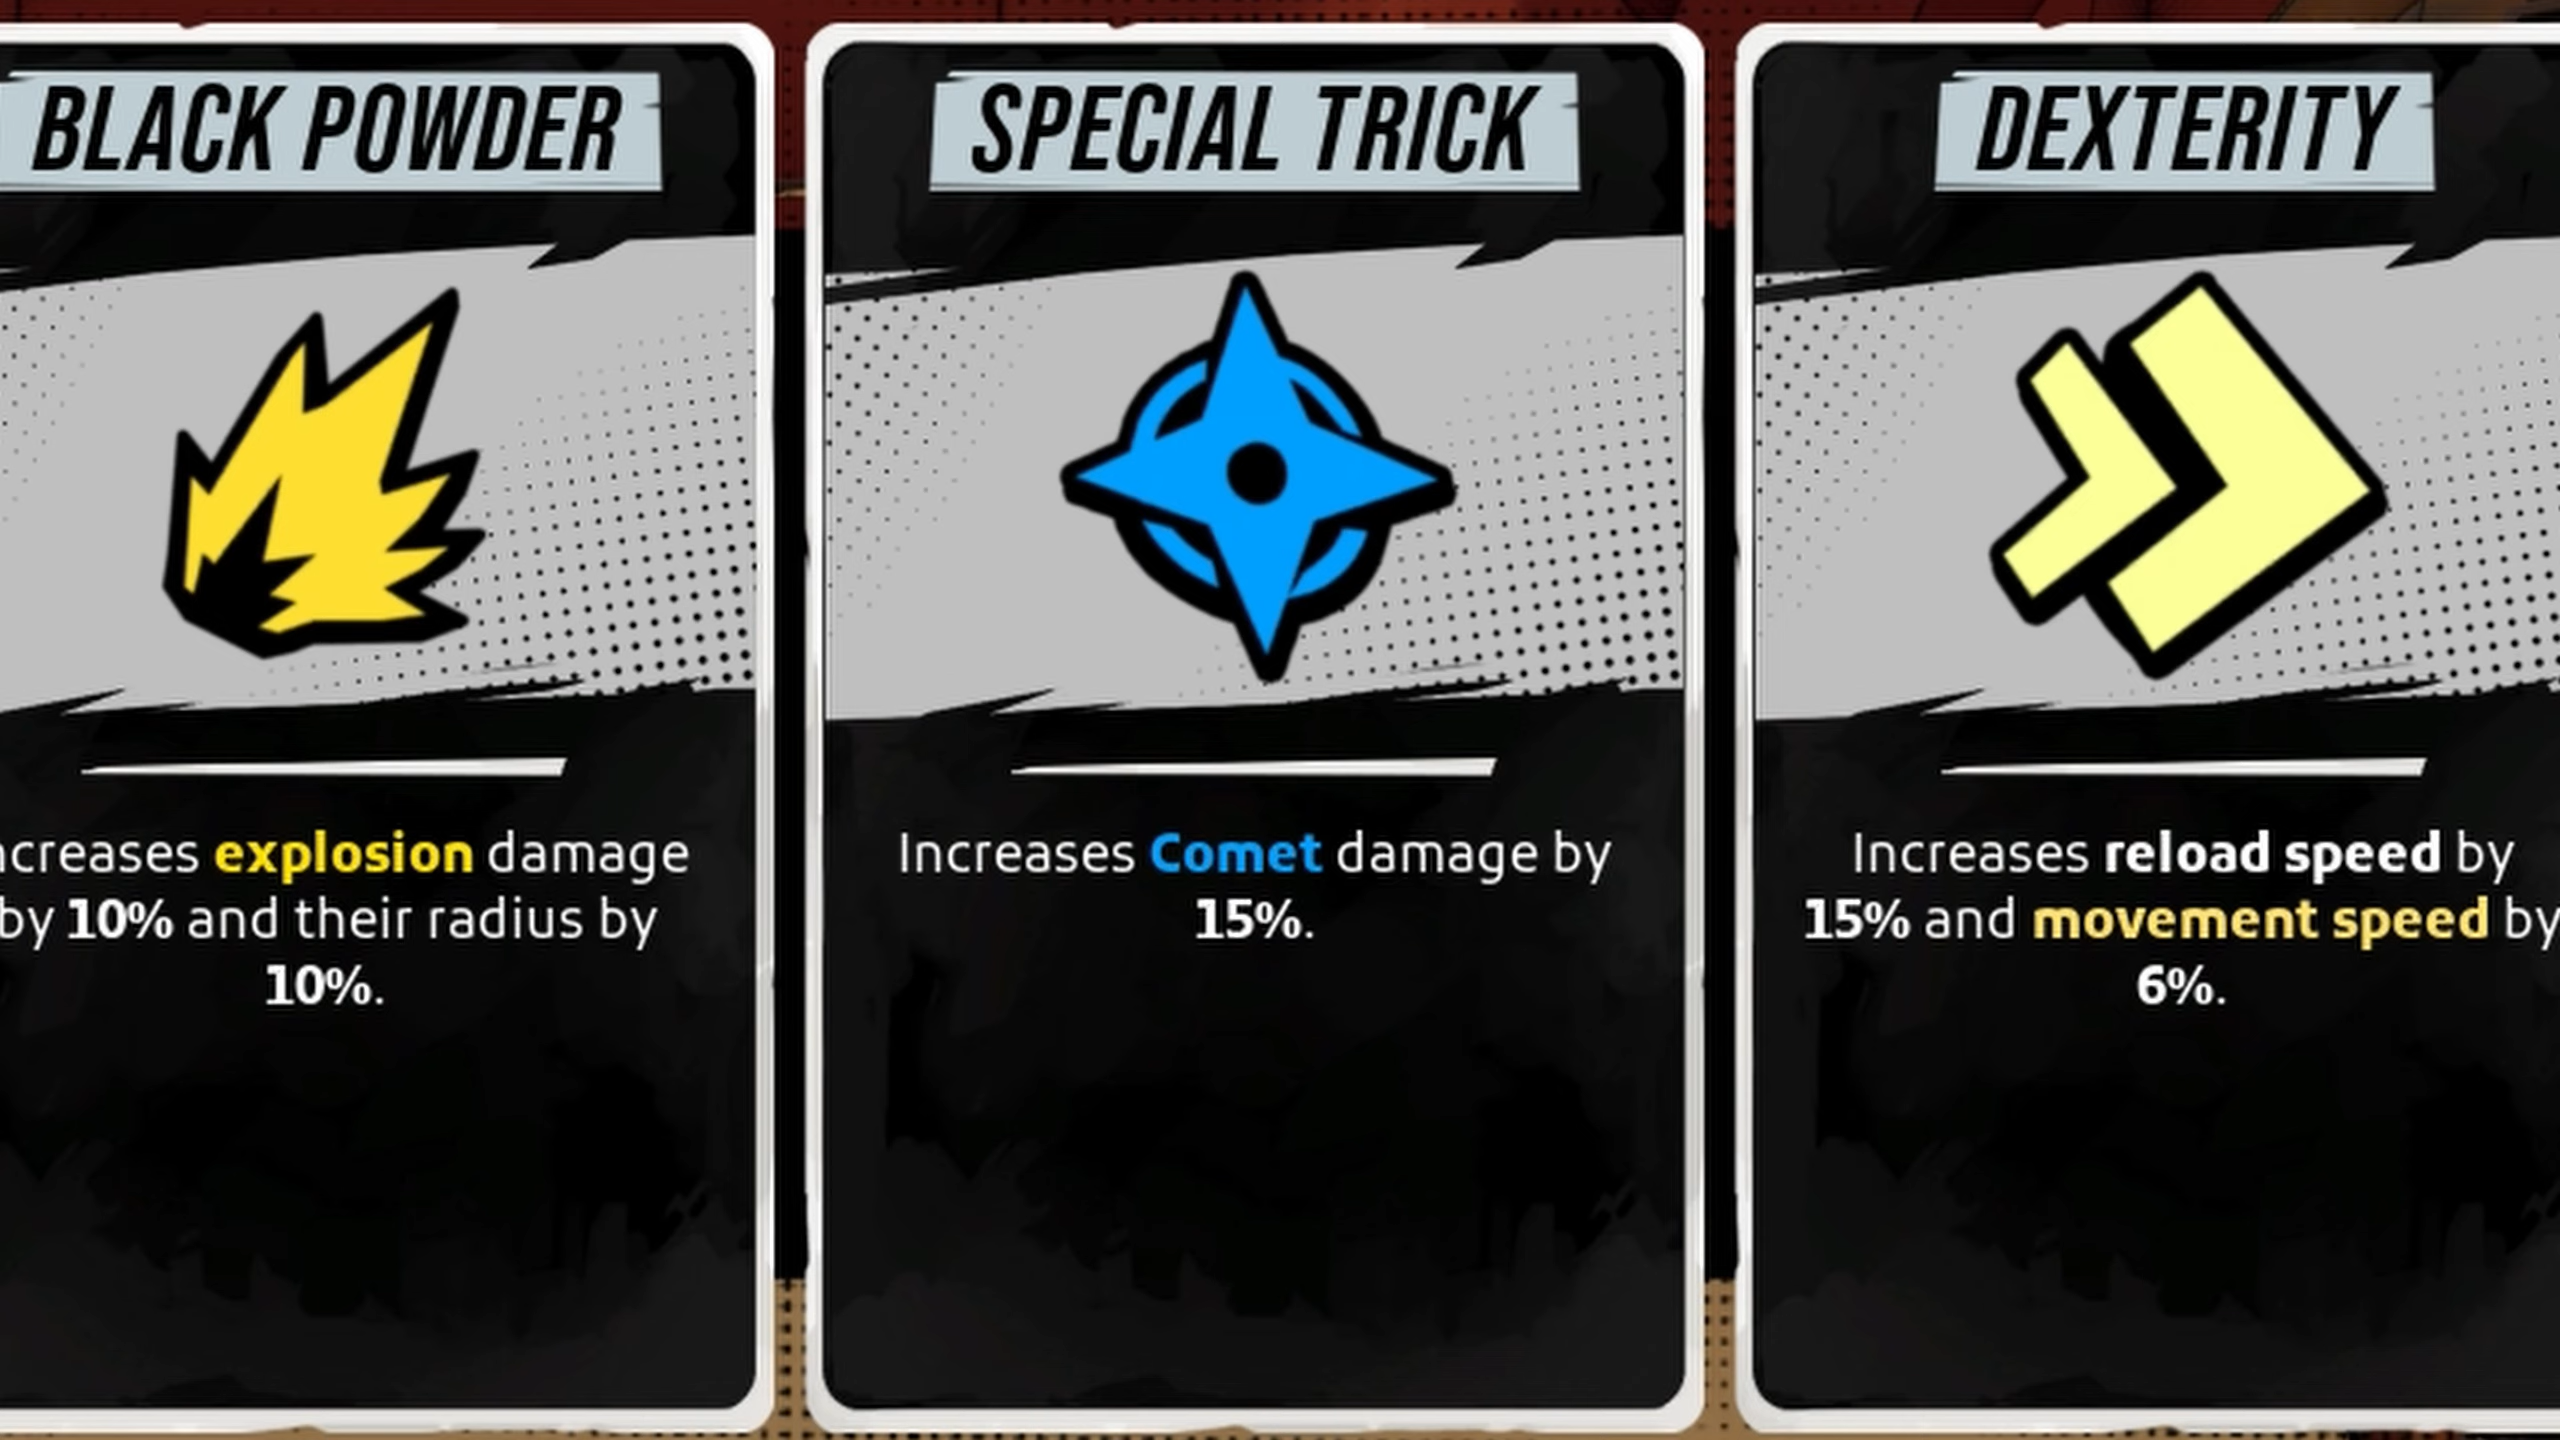 BLACK POWDER
ncreases explosion damage
by 10% and their radius by
10%.
SPECIAL TRICK
Increases Comet damage by
15%.
DEXTERITY
Increases reload speed by
15% and movement speed by
6%.